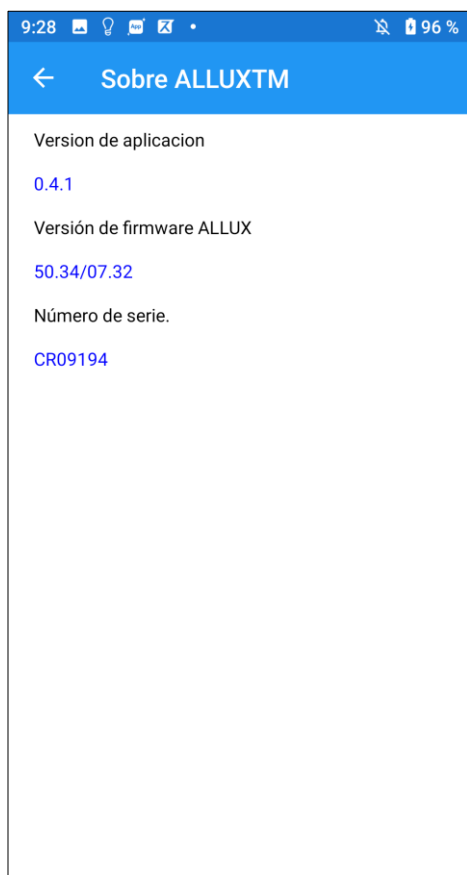 9:28 96 %
Sobre ALLUXTM
Version de aplicacion
0.4.1
Versión de firmware ALLUX
50.34/07.32
Número de serie.
CR09194